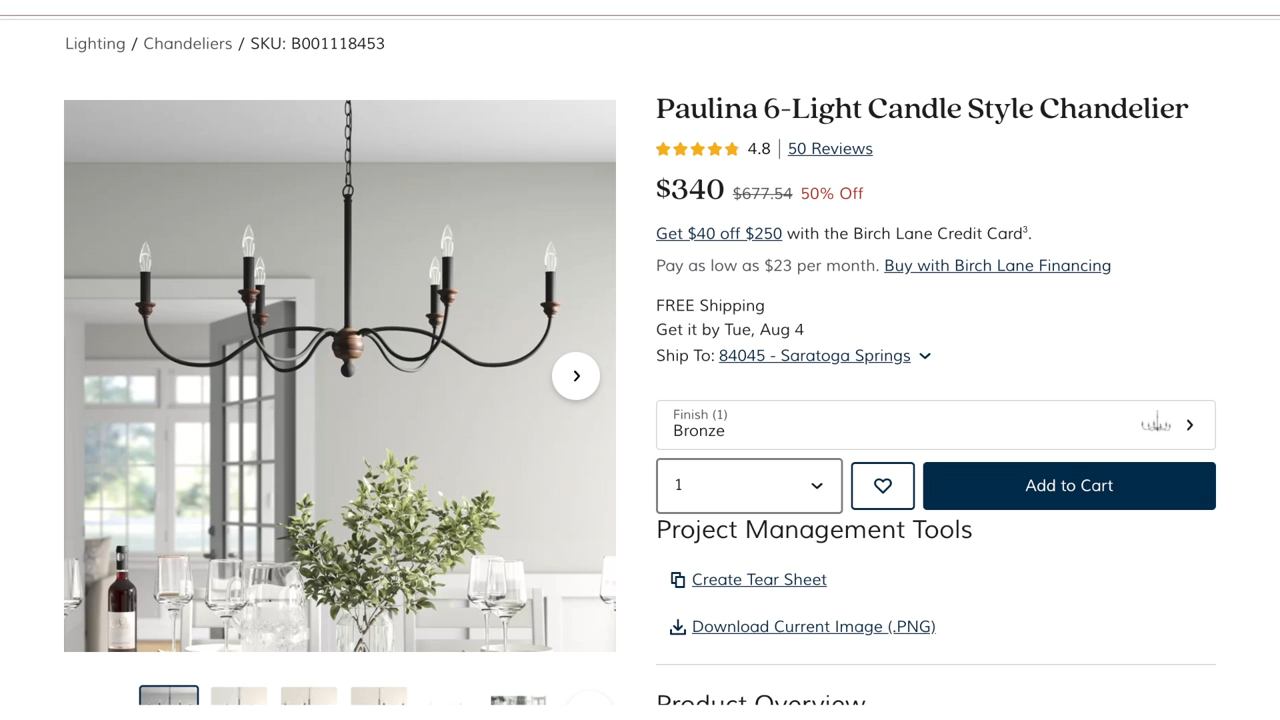 Lighting / Chandeliers / SKU: B001118453
Paulina 6-Light Candle Style Chandelier
4.8 50 Reviews
$340 $677.54 50% Off
Get $40 off $250 with the Birch Lane Credit Card³.
Pay as low as $23 per month. Buy with Birch Lane Financing
FREE Shipping
Get it by Tue, Aug 4
Ship To: 84045 - Saratoga Springs
Finish (1)
Bronze
1
Add to Cart
Project Management Tools
Create Tear Sheet
Download Current Image (.PNG)
Product Overview